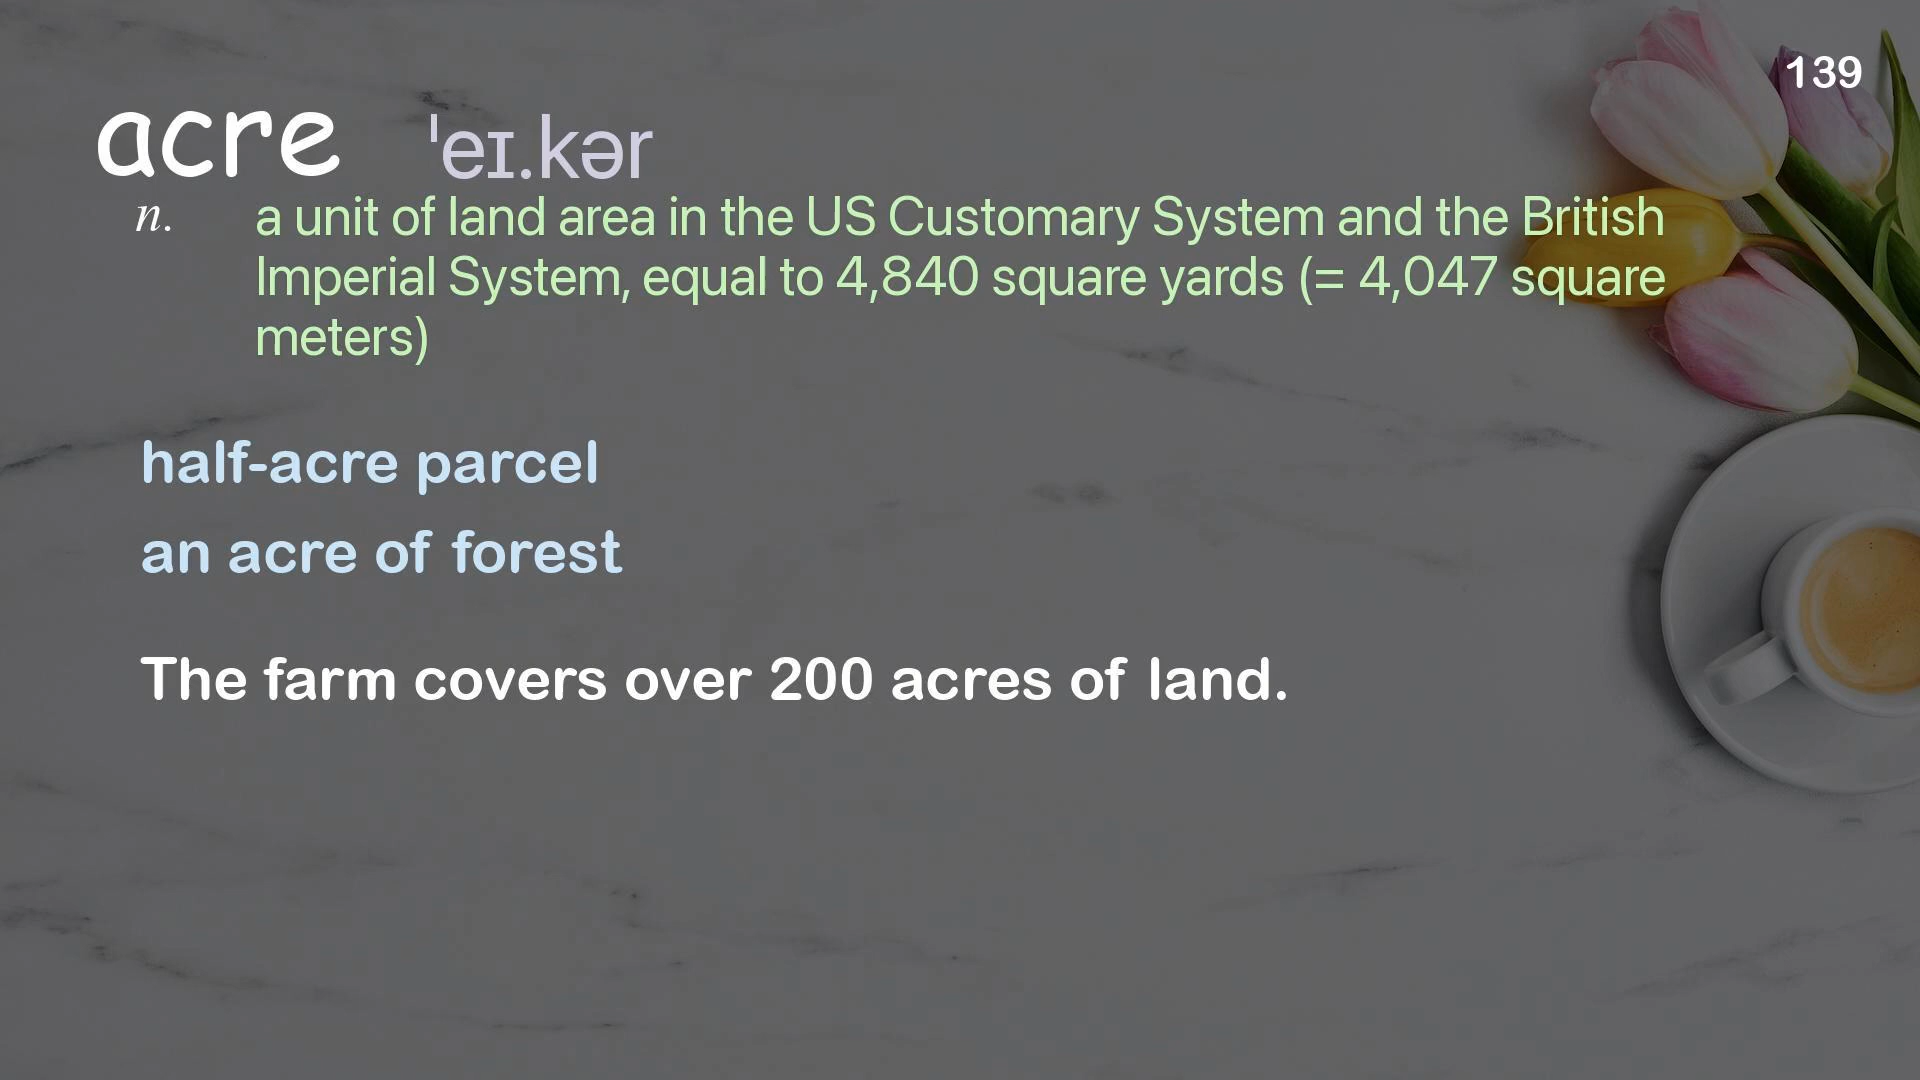 139
acre ˈeɪ.kər
n. a unit of land area in the US Customary System and the British
Imperial System, equal to 4,840 square yards (= 4,047 square
meters)
half-acre parcel
an acre of forest
The farm covers over 200 acres of land.